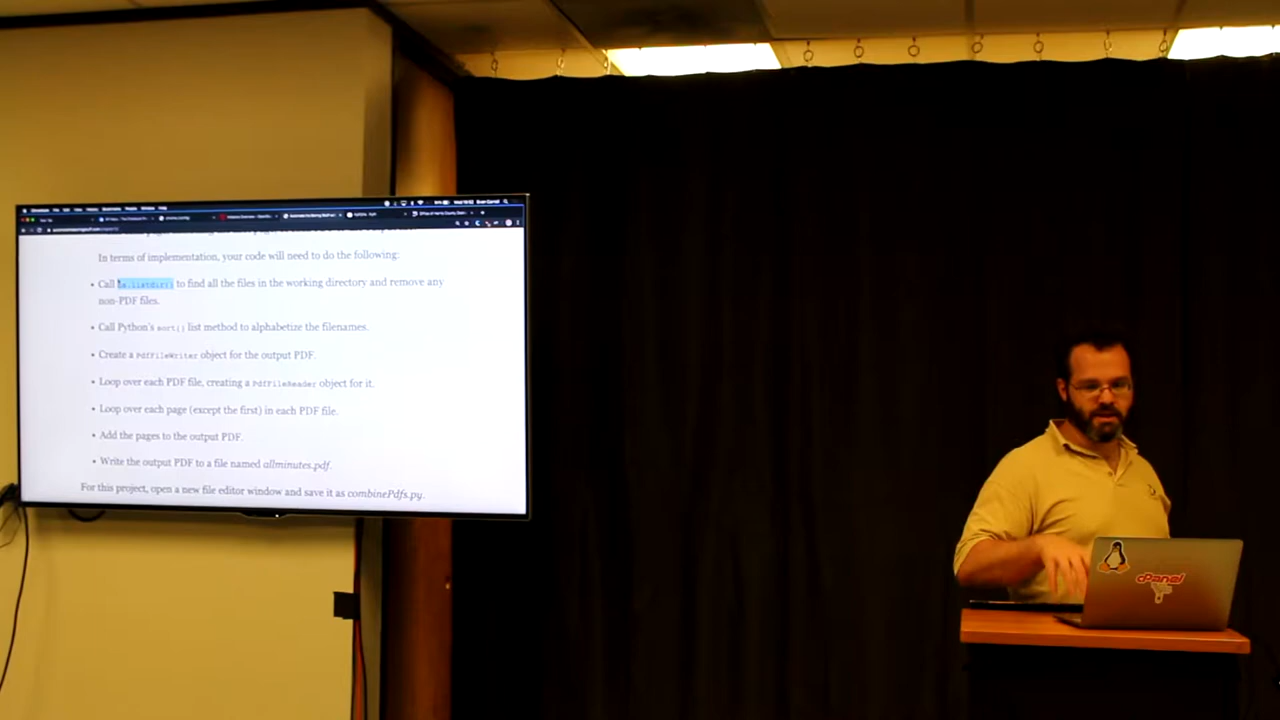 In terms of implementation, your code will need to do the following:
• Call os.listdir() to find all the files in the working directory and remove any
non-PDF files.
• Call Python's sort() list method to alphabetize the filenames.
• Create a PdfFileWriter object for the output PDF.
• Loop over each PDF file, creating a PdfFileReader object for it.
• Loop over each page (except the first) in each PDF file.
• Add the pages to the output PDF.
• Write the output PDF to a file named allminutes.pdf.
For this project, open a new file editor window and save it as combinePdfs.py.
cPanel